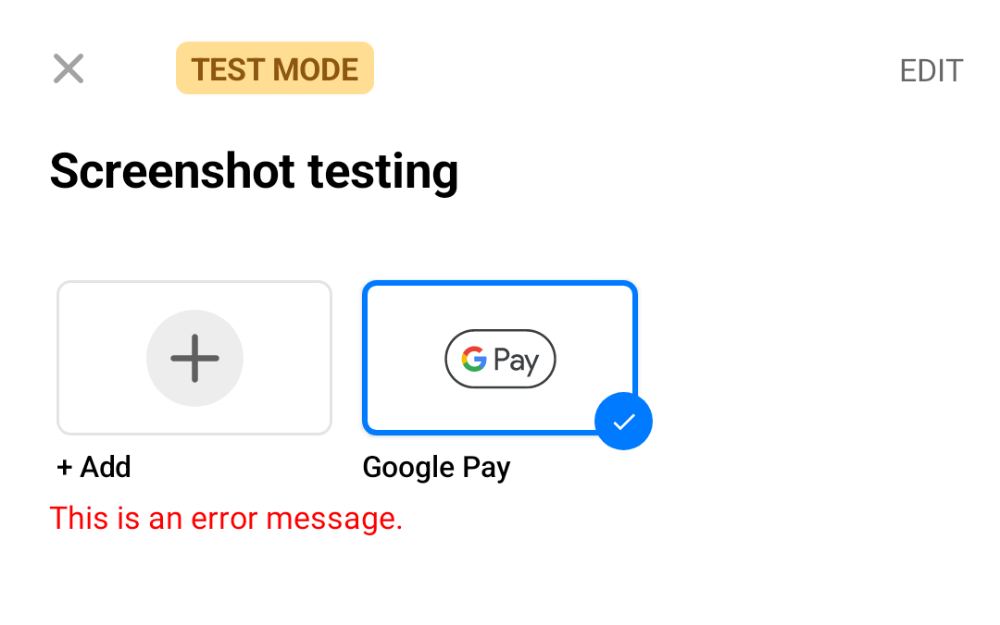 TEST MODE
EDIT
Screenshot testing
G Pay
+ Add
Google Pay
This is an error message.